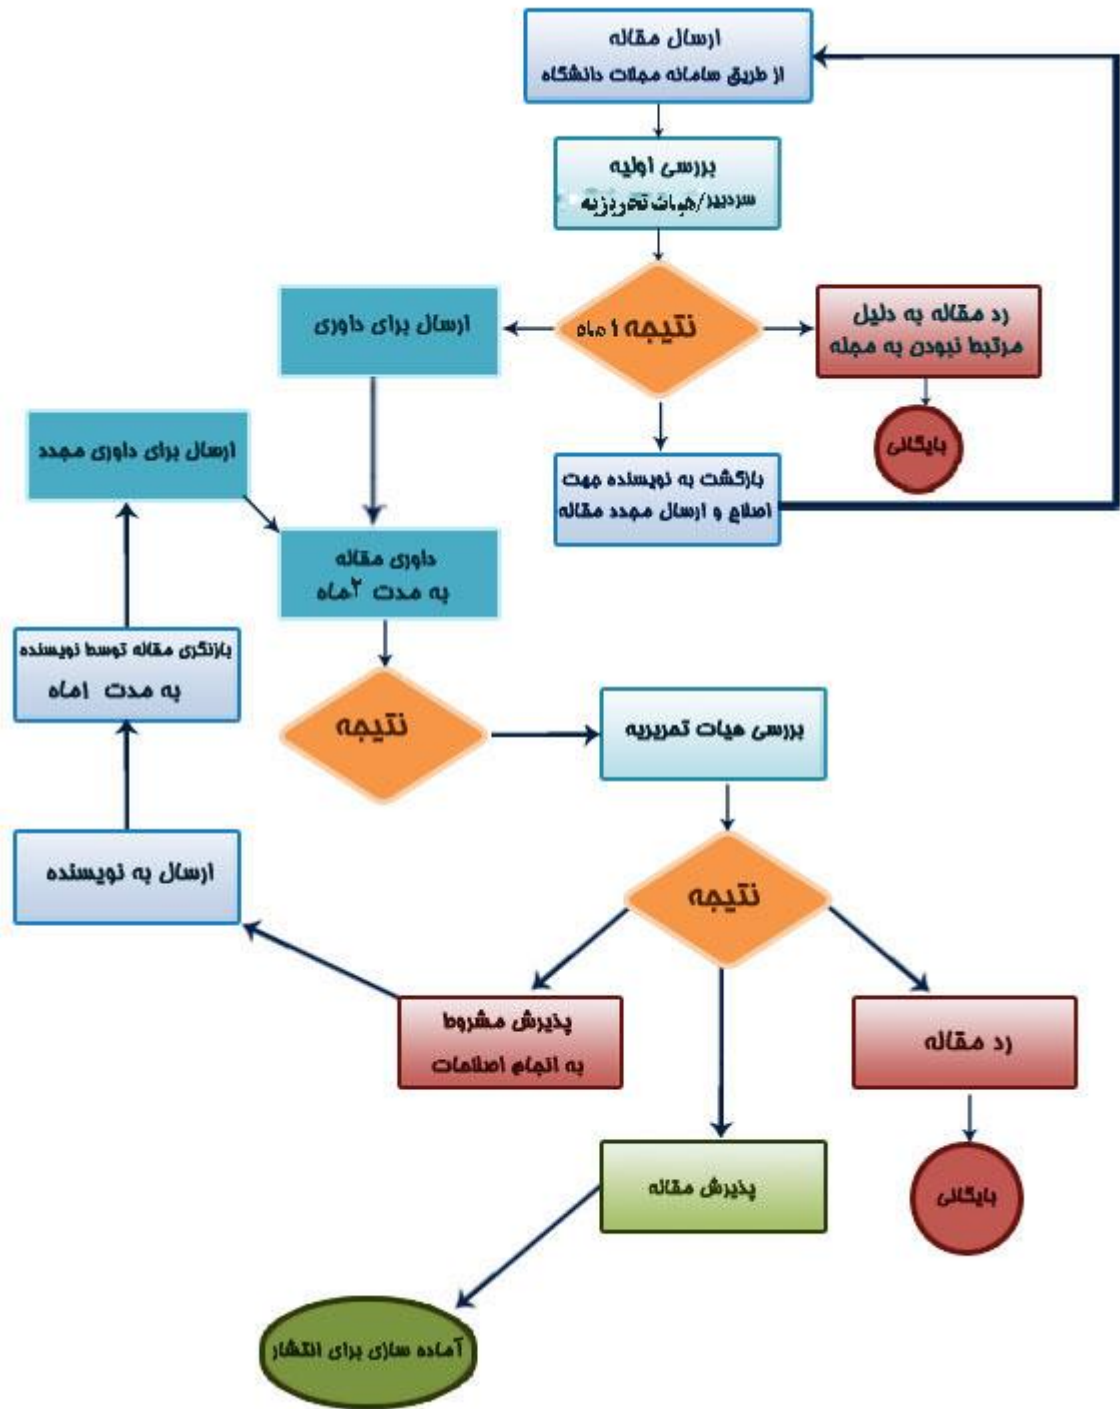 ارسال مقاله
از طریق سامانه مجلات دانشگاه
بررسی اولیه
سردبیر/هیات تحریریه
نتیجه ۱ ماه
ارسال برای داوری
رد مقاله به دلیل
مرتبط نبودن به مجله
بایگانی
بازگشت به نویسنده جهت
اصلاح و ارسال مجدد مقاله
ارسال برای داوری مجدد
داوری مقاله
به مدت ۲ماه
بازنگری مقاله توسط نویسنده
به مدت ۱ماه
نتیجه
بررسی هیات تحریریه
ارسال به نویسنده
نتیجه
پذیرش مشروط
به انجام اصلاحات
رد مقاله
پذیرش مقاله
بایگانی
آماده سازی برای انتشار